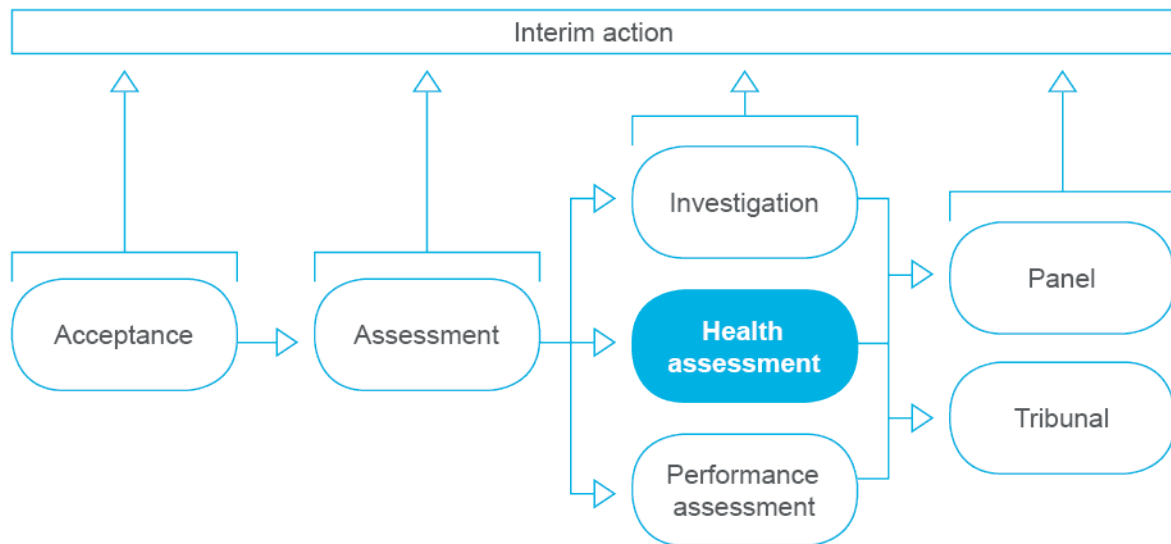 Interim action
Acceptance
Assessment
Investigation
Health
assessment
Performance
assessment
Panel
Tribunal